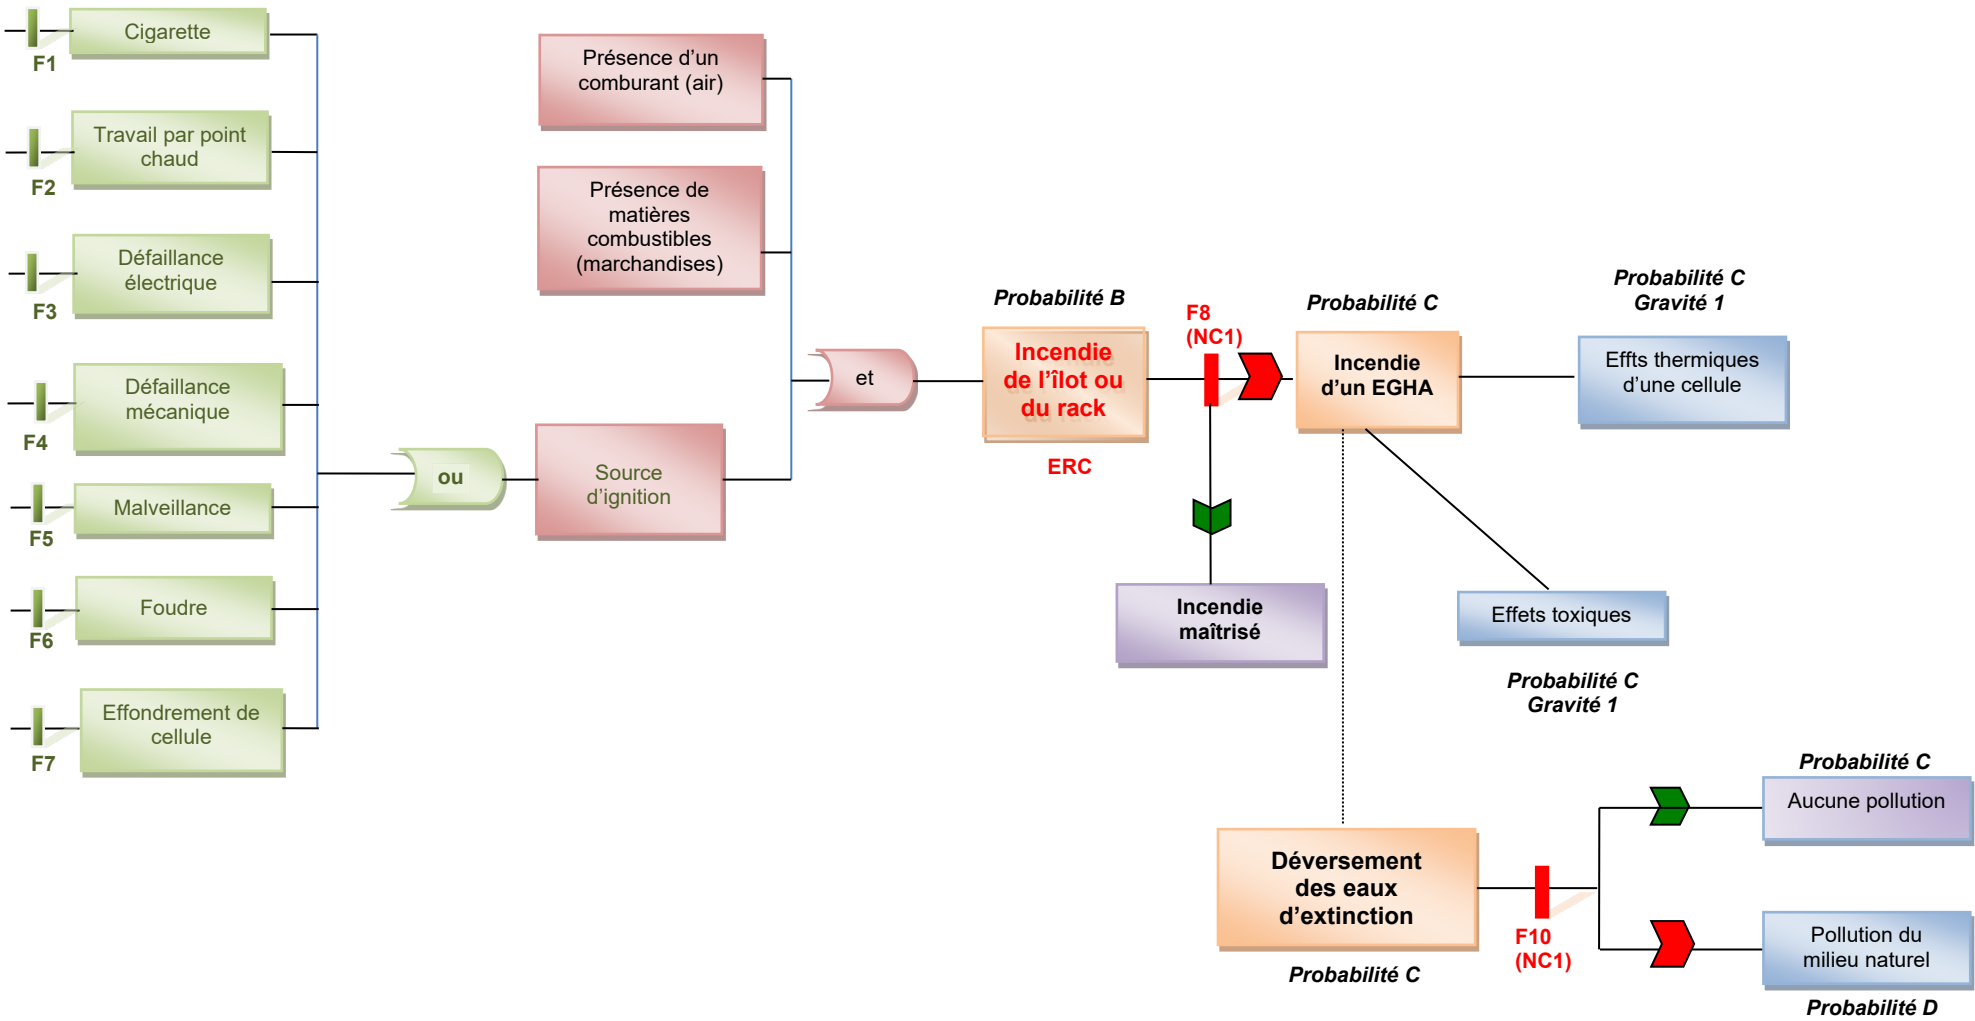 Cigarette
F1
Travail par point
chaud
F2
Défaillance
électrique
F3
Défaillance
mécanique
F4
Malveillance
F5
Foudre
F6
Effondrement de
cellule
F7
ou
Présence d’un
comburant (air)
Présence de
matières
combustibles
(marchandises)
Source
d’ignition
et
Probabilité B
Incendie
de l’îlot ou
du rack
ERC
F8
(NC1)
Incendie
maîtrisé
Probabilité C
Incendie
d’un EGHA
Probabilité C
Gravité 1
Effts thermiques
d’une cellule
Effets toxiques
Probabilité C
Gravité 1
Déversement
des eaux
d’extinction
Probabilité C
F10
(NC1)
Probabilité C
Aucune pollution
Pollution du
milieu naturel
Probabilité D